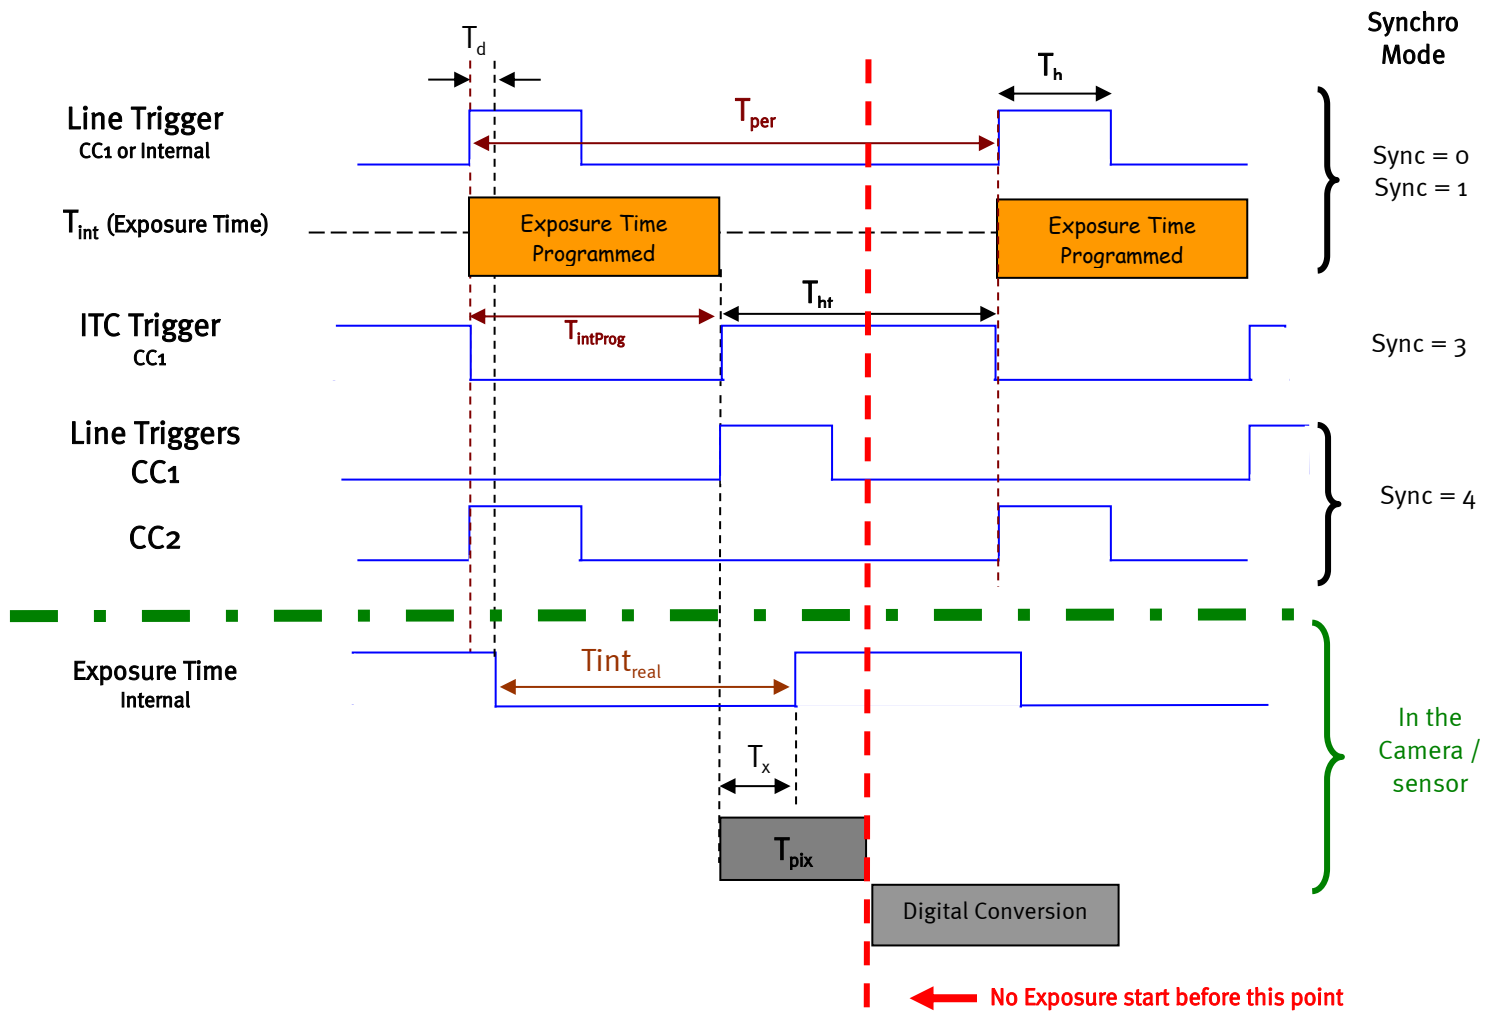 Synchro
Mode
Td
Th
Line Trigger
CC1 or Internal
Tper
Sync = 0
Sync = 1
Tint (Exposure Time)
Exposure Time
Programmed
Exposure Time
Programmed
ITC Trigger
CC1
TintProg
Tht
Sync = 3
Line Triggers
CC1
CC2
Sync = 4
Exposure Time
Internal
Tintreal
In the
Camera /
sensor
Tx
Tpix
Digital Conversion
No Exposure start before this point